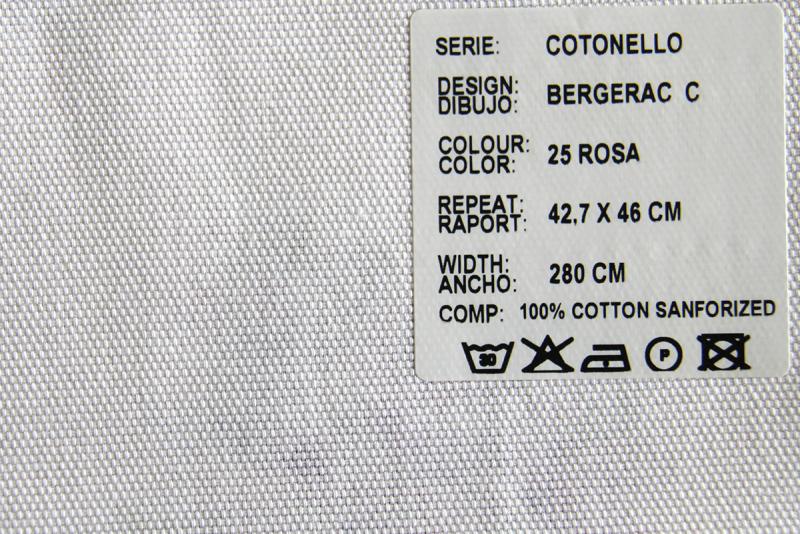 SERIE: COTONELLO
DESIGN:
DIBUJO: BERGERAC C
COLOUR:
COLOR: 25 ROSA
REPEAT:
RAPORT: 42,7 X 46 CM
WIDTH:
ANCHO: 280 CM
COMP: 100% COTTON SANFORIZED
30 P